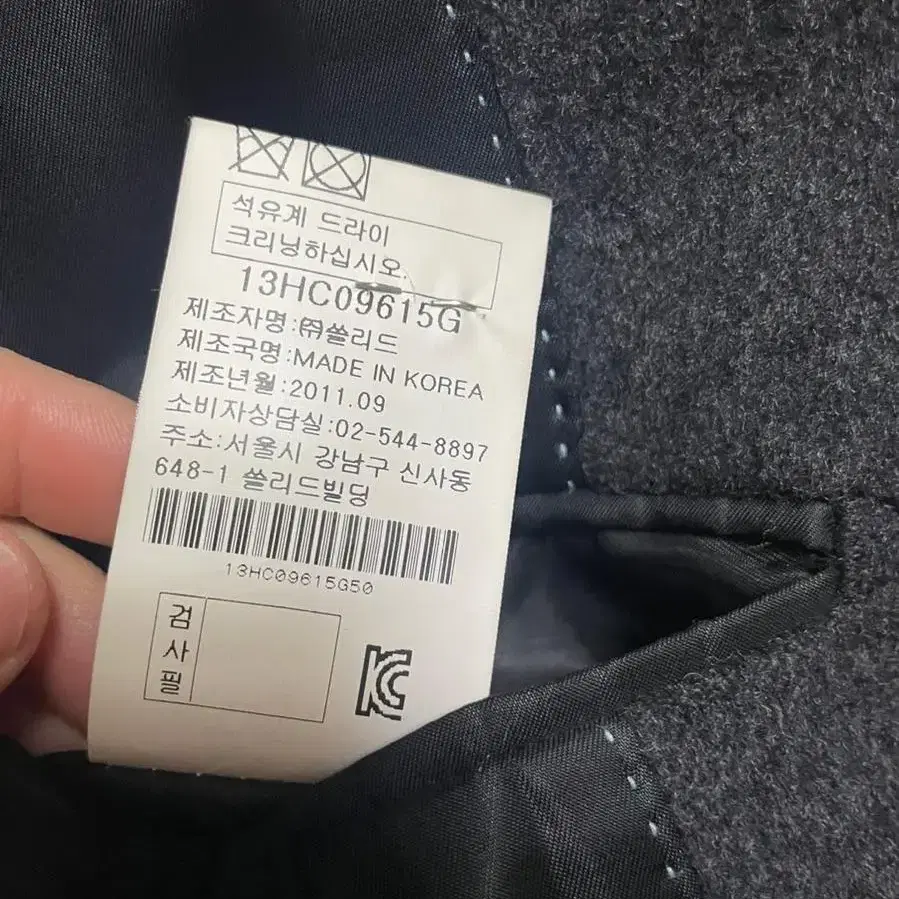 석유계 드라이
크리닝하십시오.
13HC09615G
제조자명:㈜쏠리드
제조국명:MADE IN KOREA
제조년월:2011.09
소비자상담실:02-544-8897
주소:서울시 강남구 신사동
648-1 쏠리드빌딩
13HC09615G50
검사필
KC